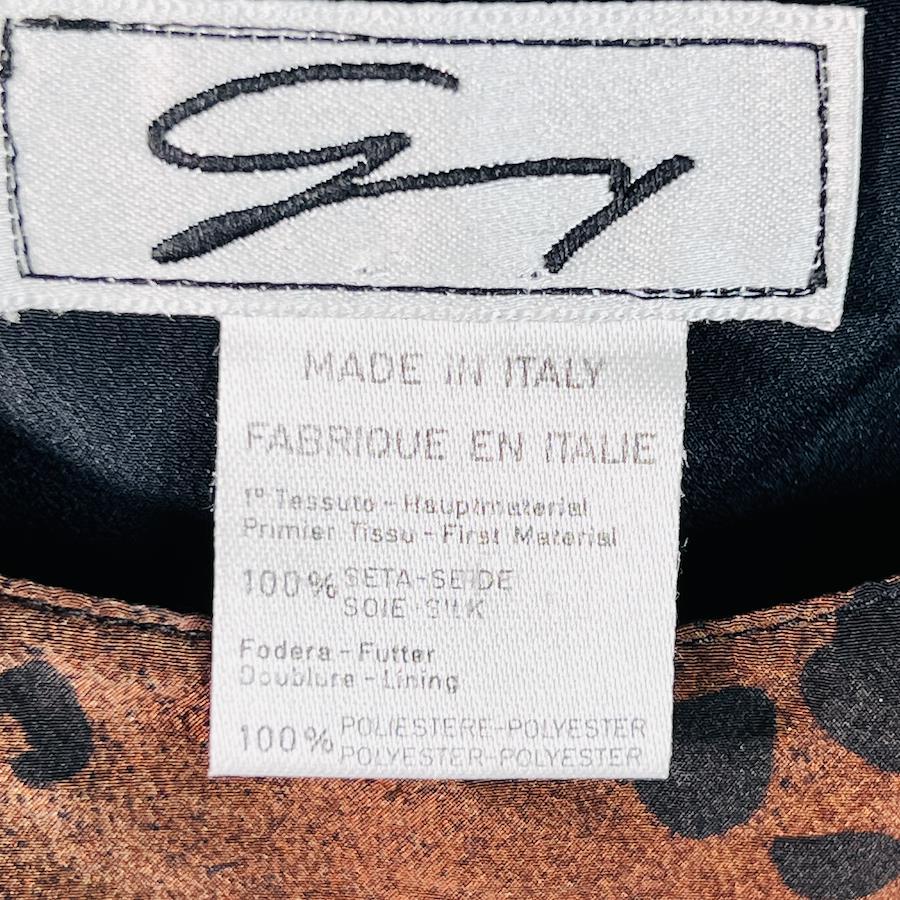 MADE IN ITALY
FABRIQUE EN ITALIE
1º Tessuto - Hauptmaterial
Primier Tissu - First Material
100% SETA-SEIDE
SOIE-SILK
Fodera - Futter
Doublure - Lining
100% POLIESTERE-POLYESTER
POLYESTER-POLYESTER